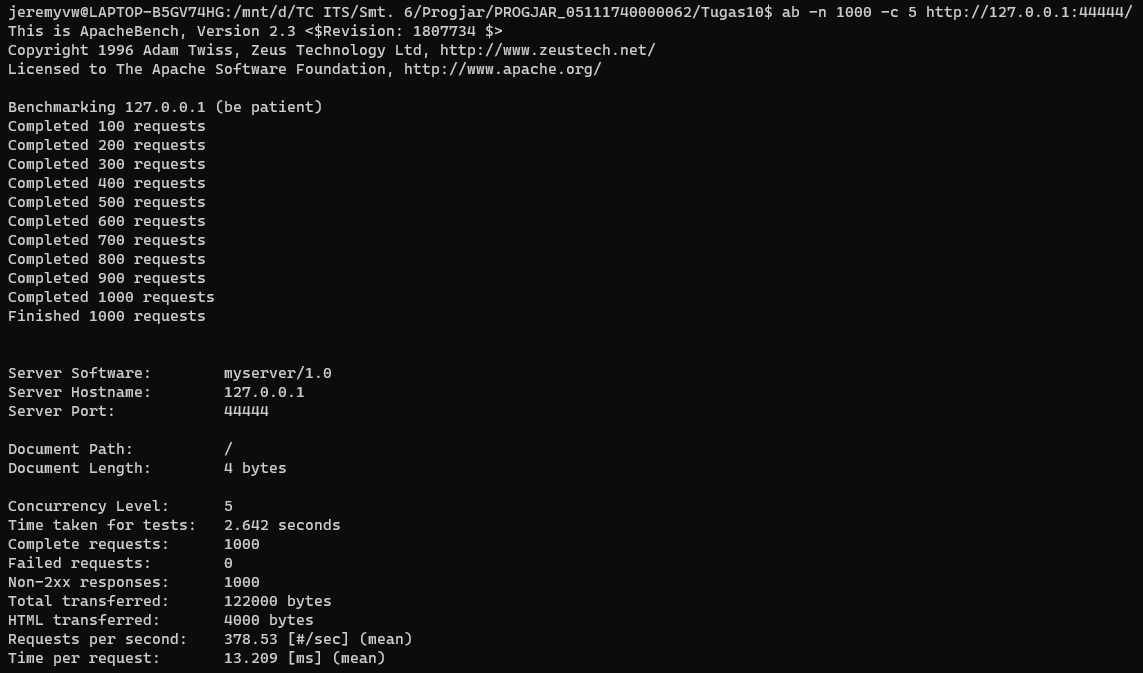 jeremyvw@LAPTOP-B5GV74HG:/mnt/d/TC ITS/Smt. 6/Progjar/PROGJAR_05111740000062/Tugas10$ ab -n 1000 -c 5 http://127.0.0.1:44444/
This is ApacheBench, Version 2.3 <$Revision: 1807734 $>
Copyright 1996 Adam Twiss, Zeus Technology Ltd, http://www.zeustech.net/
Licensed to The Apache Software Foundation, http://www.apache.org/

Benchmarking 127.0.0.1 (be patient)
Completed 100 requests
Completed 200 requests
Completed 300 requests
Completed 400 requests
Completed 500 requests
Completed 600 requests
Completed 700 requests
Completed 800 requests
Completed 900 requests
Completed 1000 requests
Finished 1000 requests

Server Software:        myserver/1.0
Server Hostname:        127.0.0.1
Server Port:            44444

Document Path:          /
Document Length:        4 bytes

Concurrency Level:      5
Time taken for tests:   2.642 seconds
Complete requests:      1000
Failed requests:        0
Non-2xx responses:      1000
Total transferred:      122000 bytes
HTML transferred:       4000 bytes
Requests per second:    378.53 [#/sec] (mean)
Time per request:       13.209 [ms] (mean)